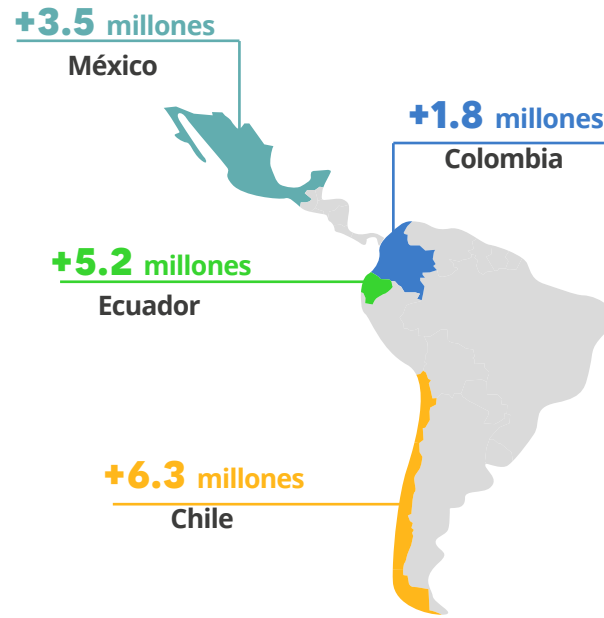 +3.5 millones
México
+1.8 millones
Colombia
+5.2 millones
Ecuador
+6.3 millones
Chile